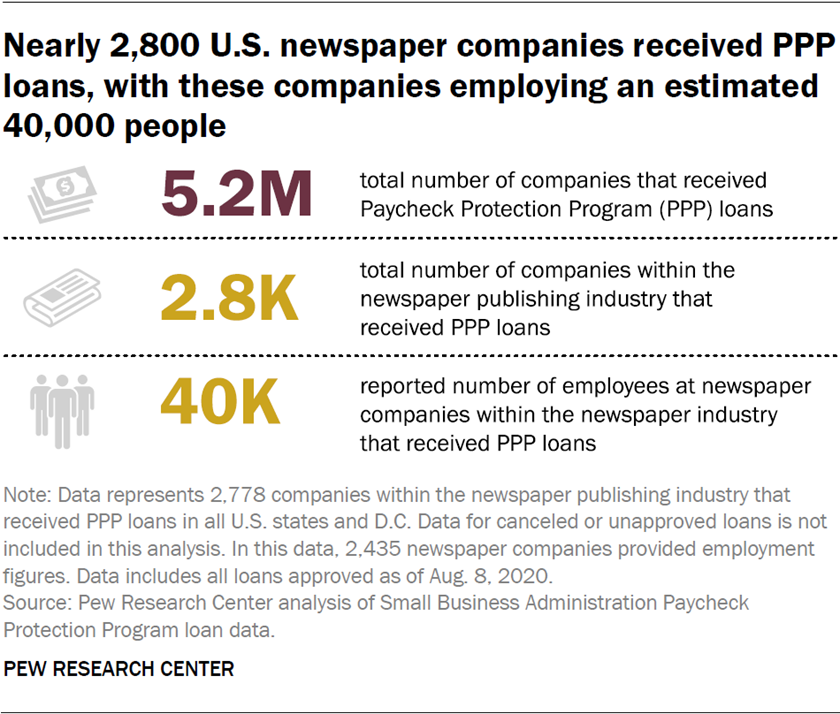 Nearly 2,800 U.S. newspaper companies received PPP
loans, with these companies employing an estimated
40,000 people
5.2M
total number of companies that received
Paycheck Protection Program (PPP) loans
2.8K
total number of companies within the
newspaper publishing industry that
received PPP loans
40K
reported number of employees at newspaper
companies within the newspaper industry
that received PPP loans
Note: Data represents 2,778 companies within the newspaper publishing industry that
received PPP loans in all U.S. states and D.C. Data for canceled or unapproved loans is not
included in this analysis. In this data, 2,435 newspaper companies provided employment
figures. Data includes all loans approved as of Aug. 8, 2020.
Source: Pew Research Center analysis of Small Business Administration Paycheck
Protection Program loan data.
PEW RESEARCH CENTER